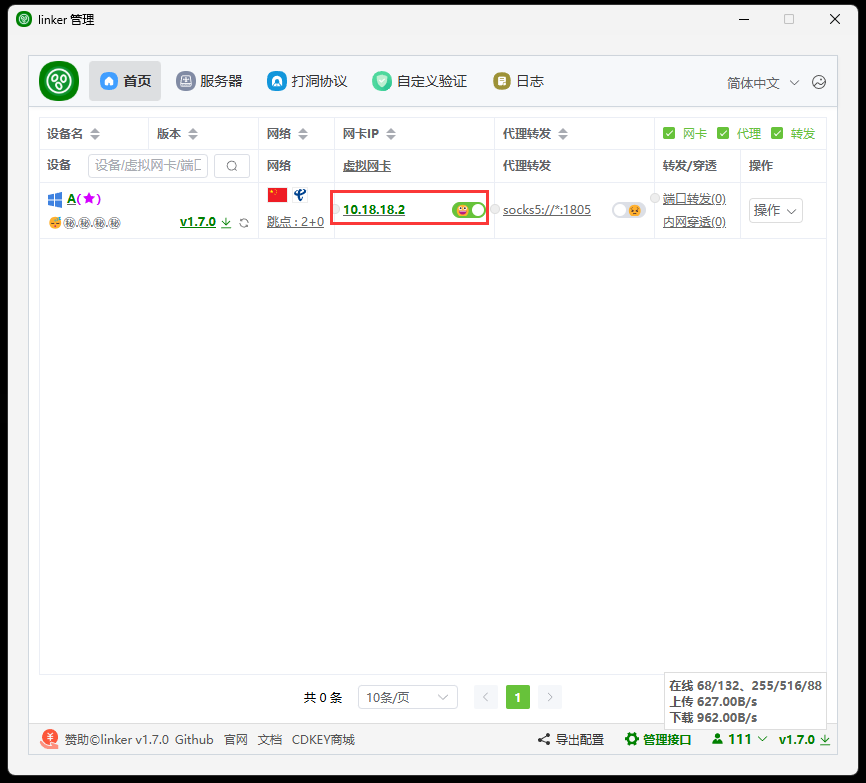 linker 管理
首页 服务器 打洞协议 自定义验证 日志 简体中文
设备名 版本 网络 网卡IP 代理转发 网卡 代理 转发
设备 设备/虚拟网卡/端口 网络 虚拟网卡 代理转发 转发/穿透 操作
A(★) 10.18.18.2 socks5://*:1805 端口转发(0) 操作
㊙.㊙.㊙.㊙ v1.7.0 跳点 : 2+0 内网穿透(0)
共 0 条 10条/页 1
在线 68/132、255/516/88
上传 627.00B/s
下载 962.00B/s
赞助©linker v1.7.0 Github 官网 文档 CDKEY商城 导出配置 管理接口 111 v1.7.0